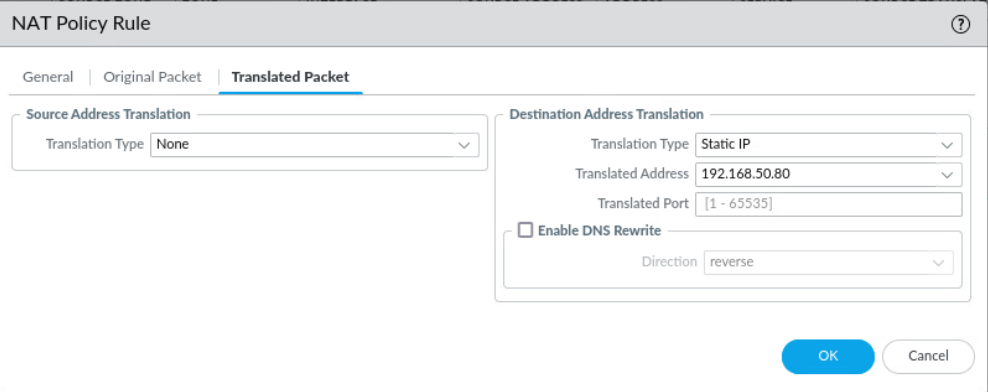 NAT Policy Rule
General
Original Packet
Translated Packet
Source Address Translation
Translation Type None
Destination Address Translation
Translation Type Static IP
Translated Address 192.168.50.80
Translated Port [1 - 65535]
Enable DNS Rewrite
Direction reverse
OK
Cancel